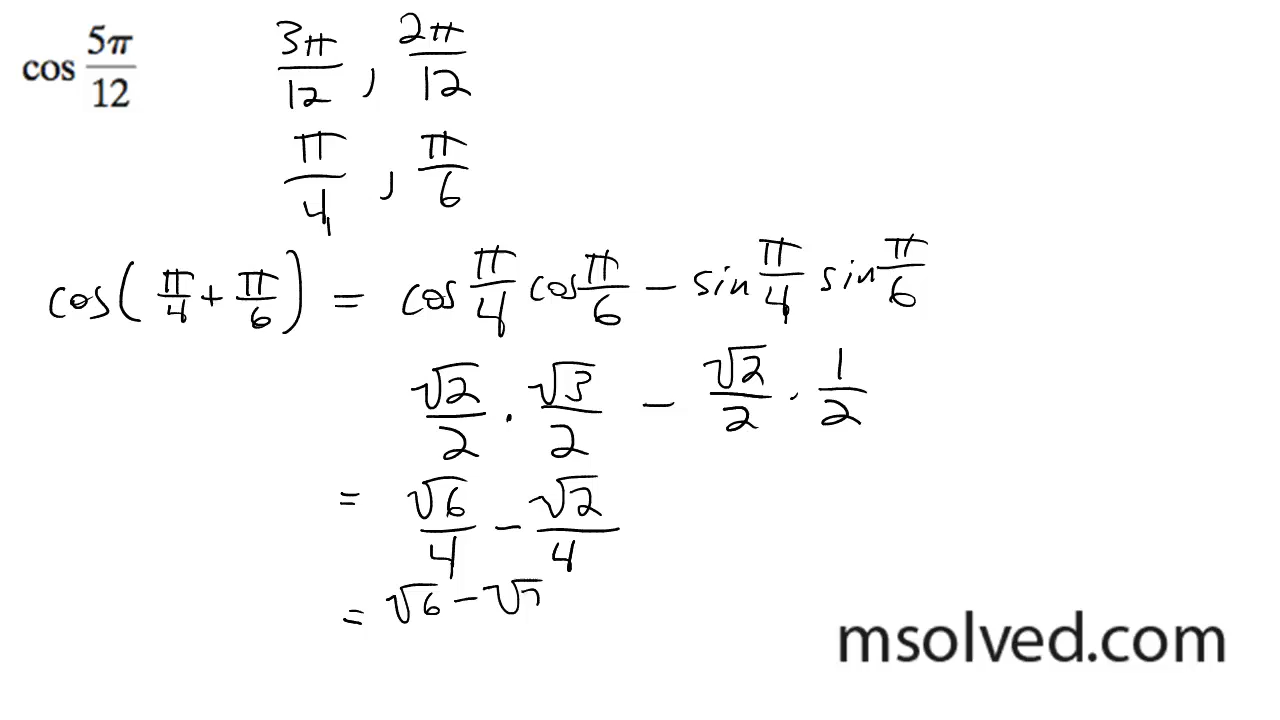 cos 5π/12    3π/12 , 2π/12
π/4 , π/6
cos(π/4 + π/6) = cos π/4 cos π/6 − sin π/4 sin π/6
√2/2 · √3/2 − √2/2 · 1/2
= √6/4 − √2/4
= √6 − √
msolved.com